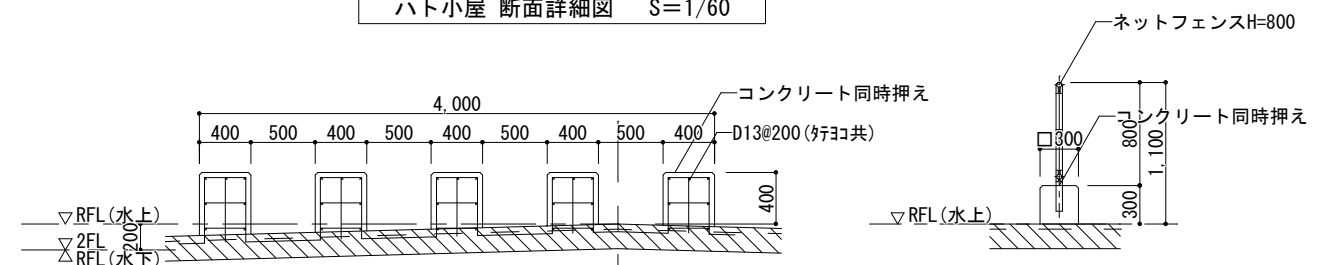 ハト小屋 断面詳細図 S=1/60
ネットフェンスH=800
4,000
コンクリート同時押え
400 500 400 500 400 500 400 500 400
D13@200(ﾀﾃﾖｺ共)
コンクリート同時押え
□300
800
1,100
400
300
▽RFL(水上)
▽RFL(水上)
200
▽2FL
RFL(水下)